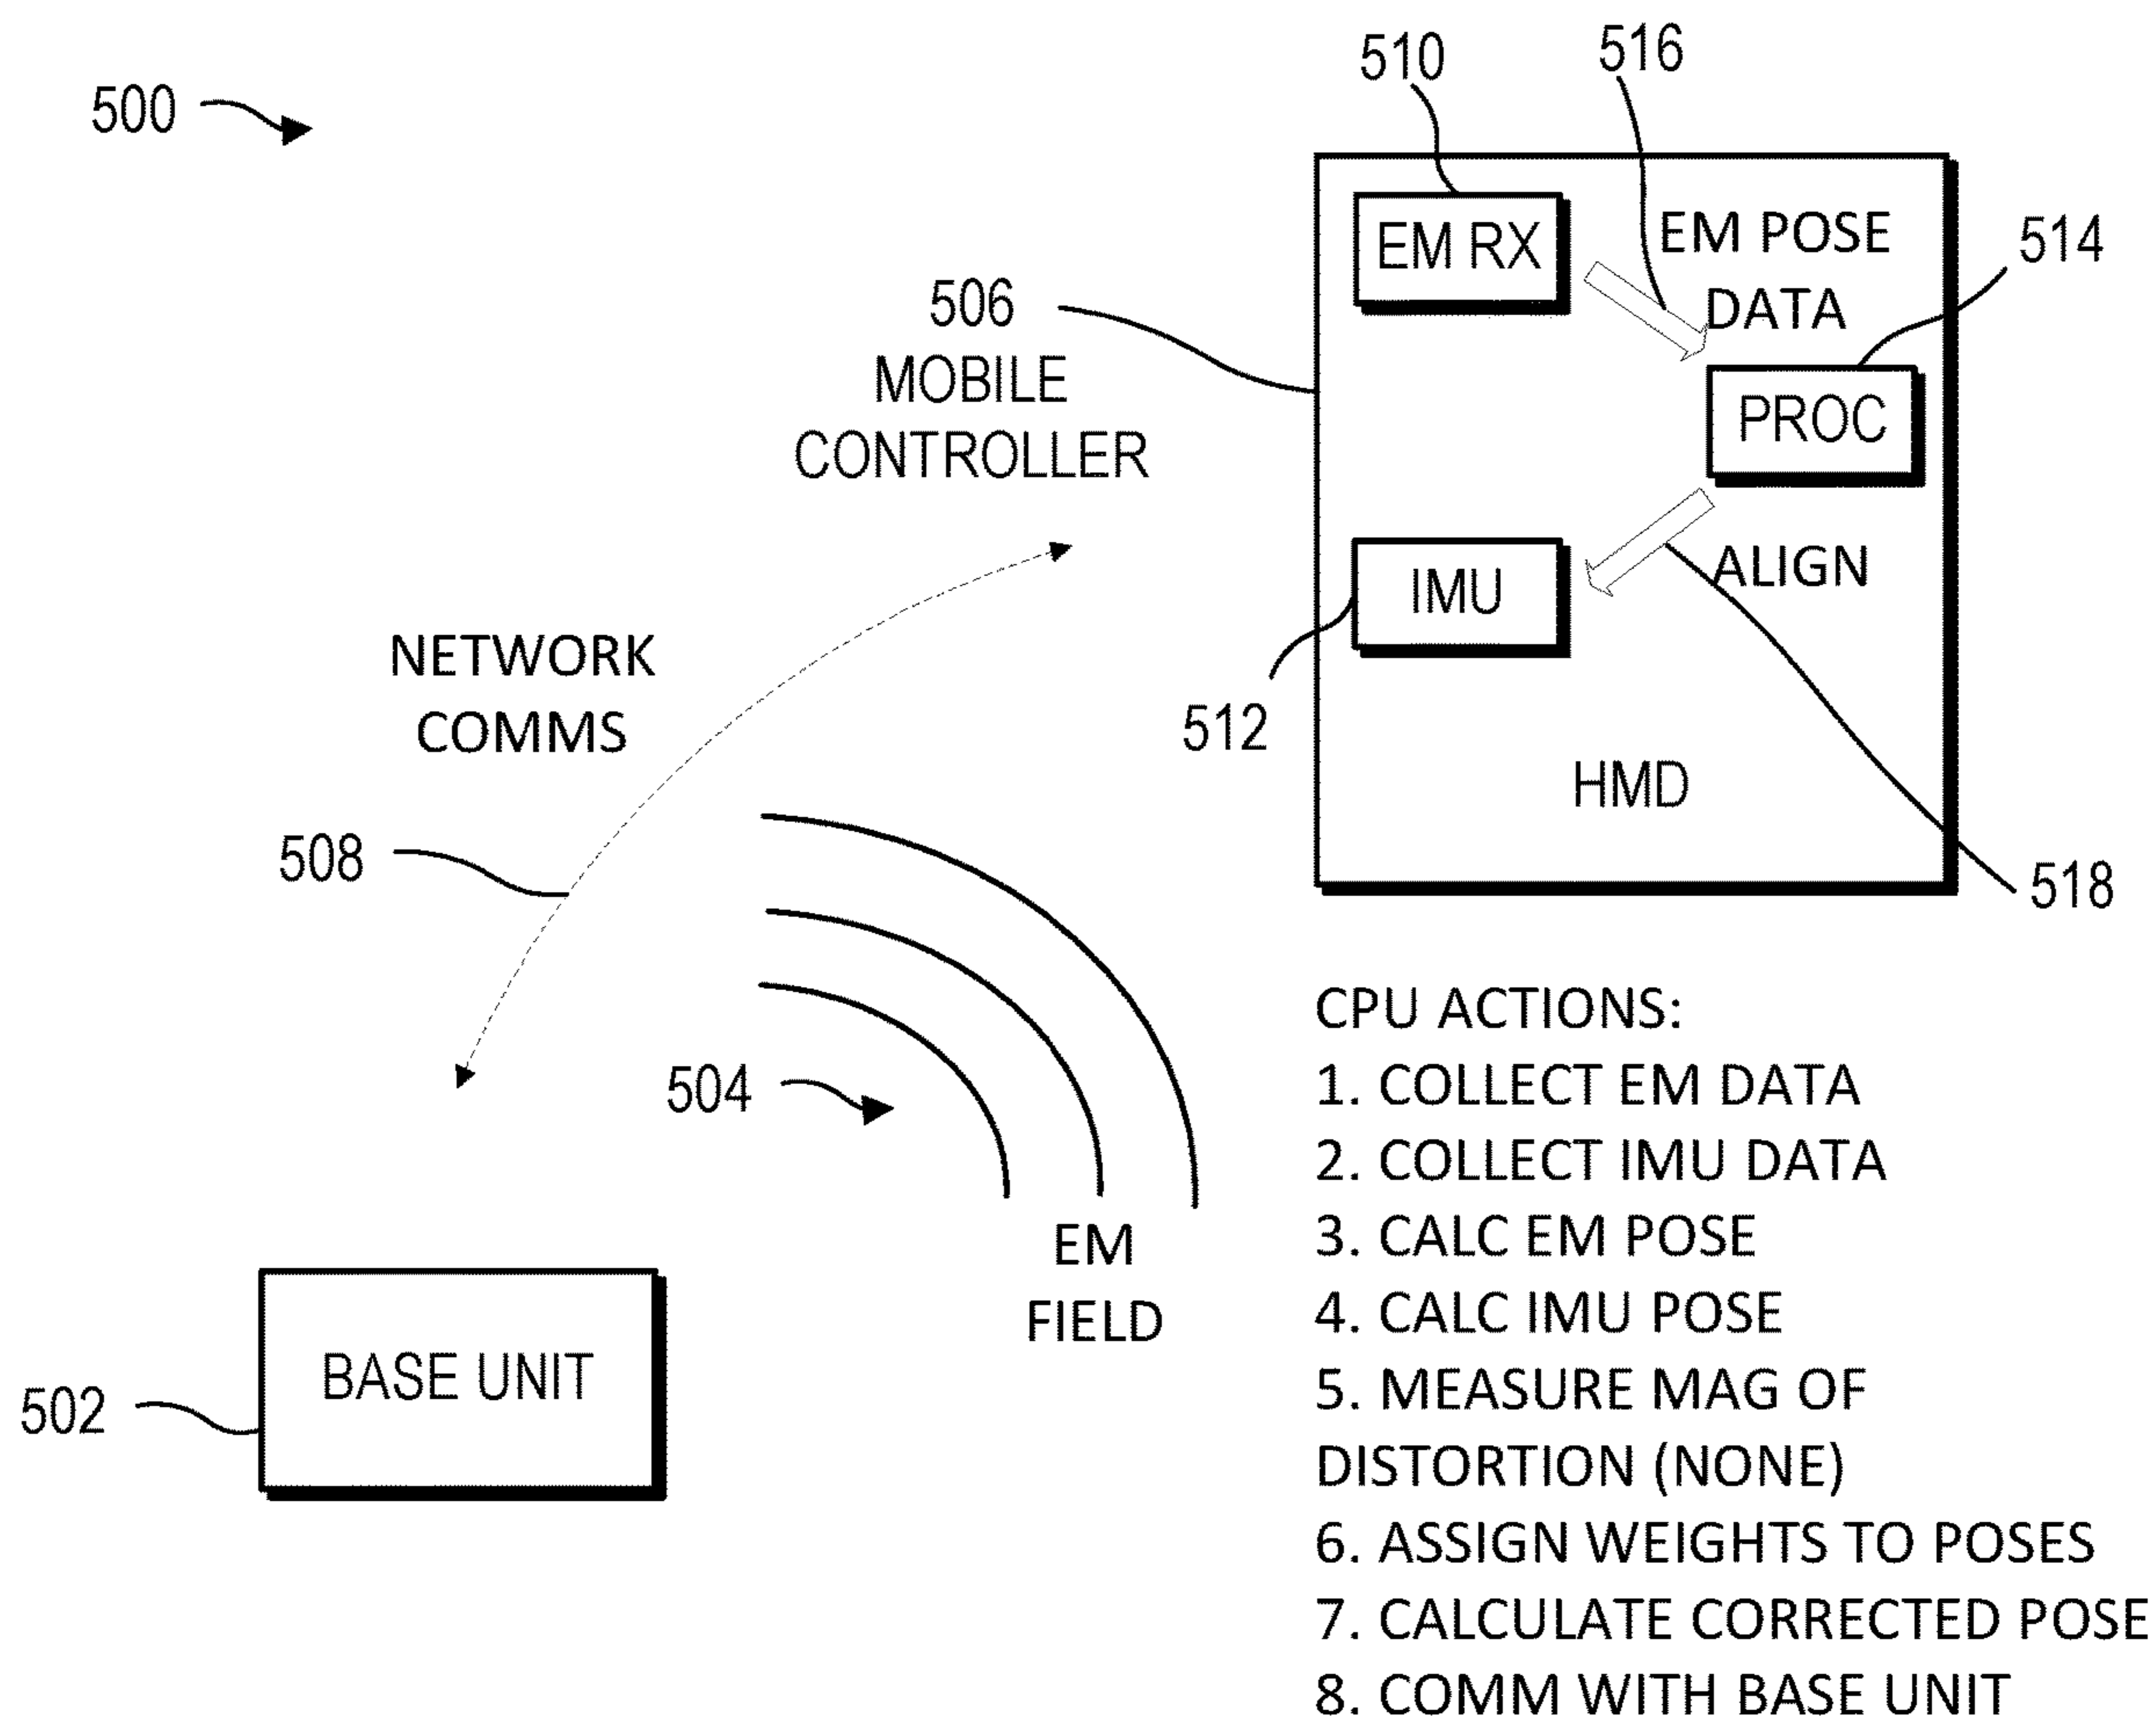 500
510
516
EM RX
EM POSE
DATA
514
506
MOBILE
CONTROLLER
PROC
IMU
ALIGN
512
HMD
518
NETWORK
COMMS
508
504
EM
FIELD
BASE UNIT
502
CPU ACTIONS:
1. COLLECT EM DATA
2. COLLECT IMU DATA
3. CALC EM POSE
4. CALC IMU POSE
5. MEASURE MAG OF
DISTORTION (NONE)
6. ASSIGN WEIGHTS TO POSES
7. CALCULATE CORRECTED POSE
8. COMM WITH BASE UNIT